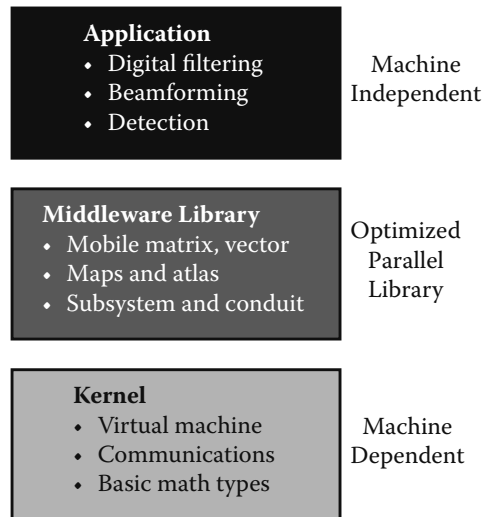 Application
• Digital filtering
• Beamforming
• Detection
Machine
Independent
Middleware Library
• Mobile matrix, vector
• Maps and atlas
• Subsystem and conduit
Optimized
Parallel
Library
Kernel
• Virtual machine
• Communications
• Basic math types
Machine
Dependent